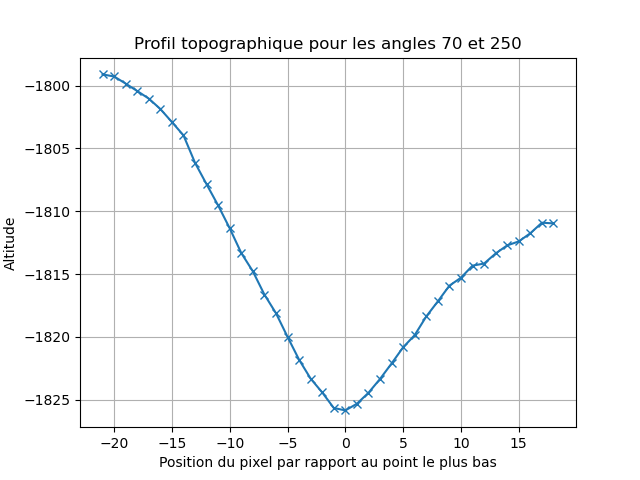 Profil topographique pour les angles 70 et 250
−1800
−1805
−1810
−1815
−1820
−1825
Altitude
−20 −15 −10 −5 0 5 10 15
Position du pixel par rapport au point le plus bas